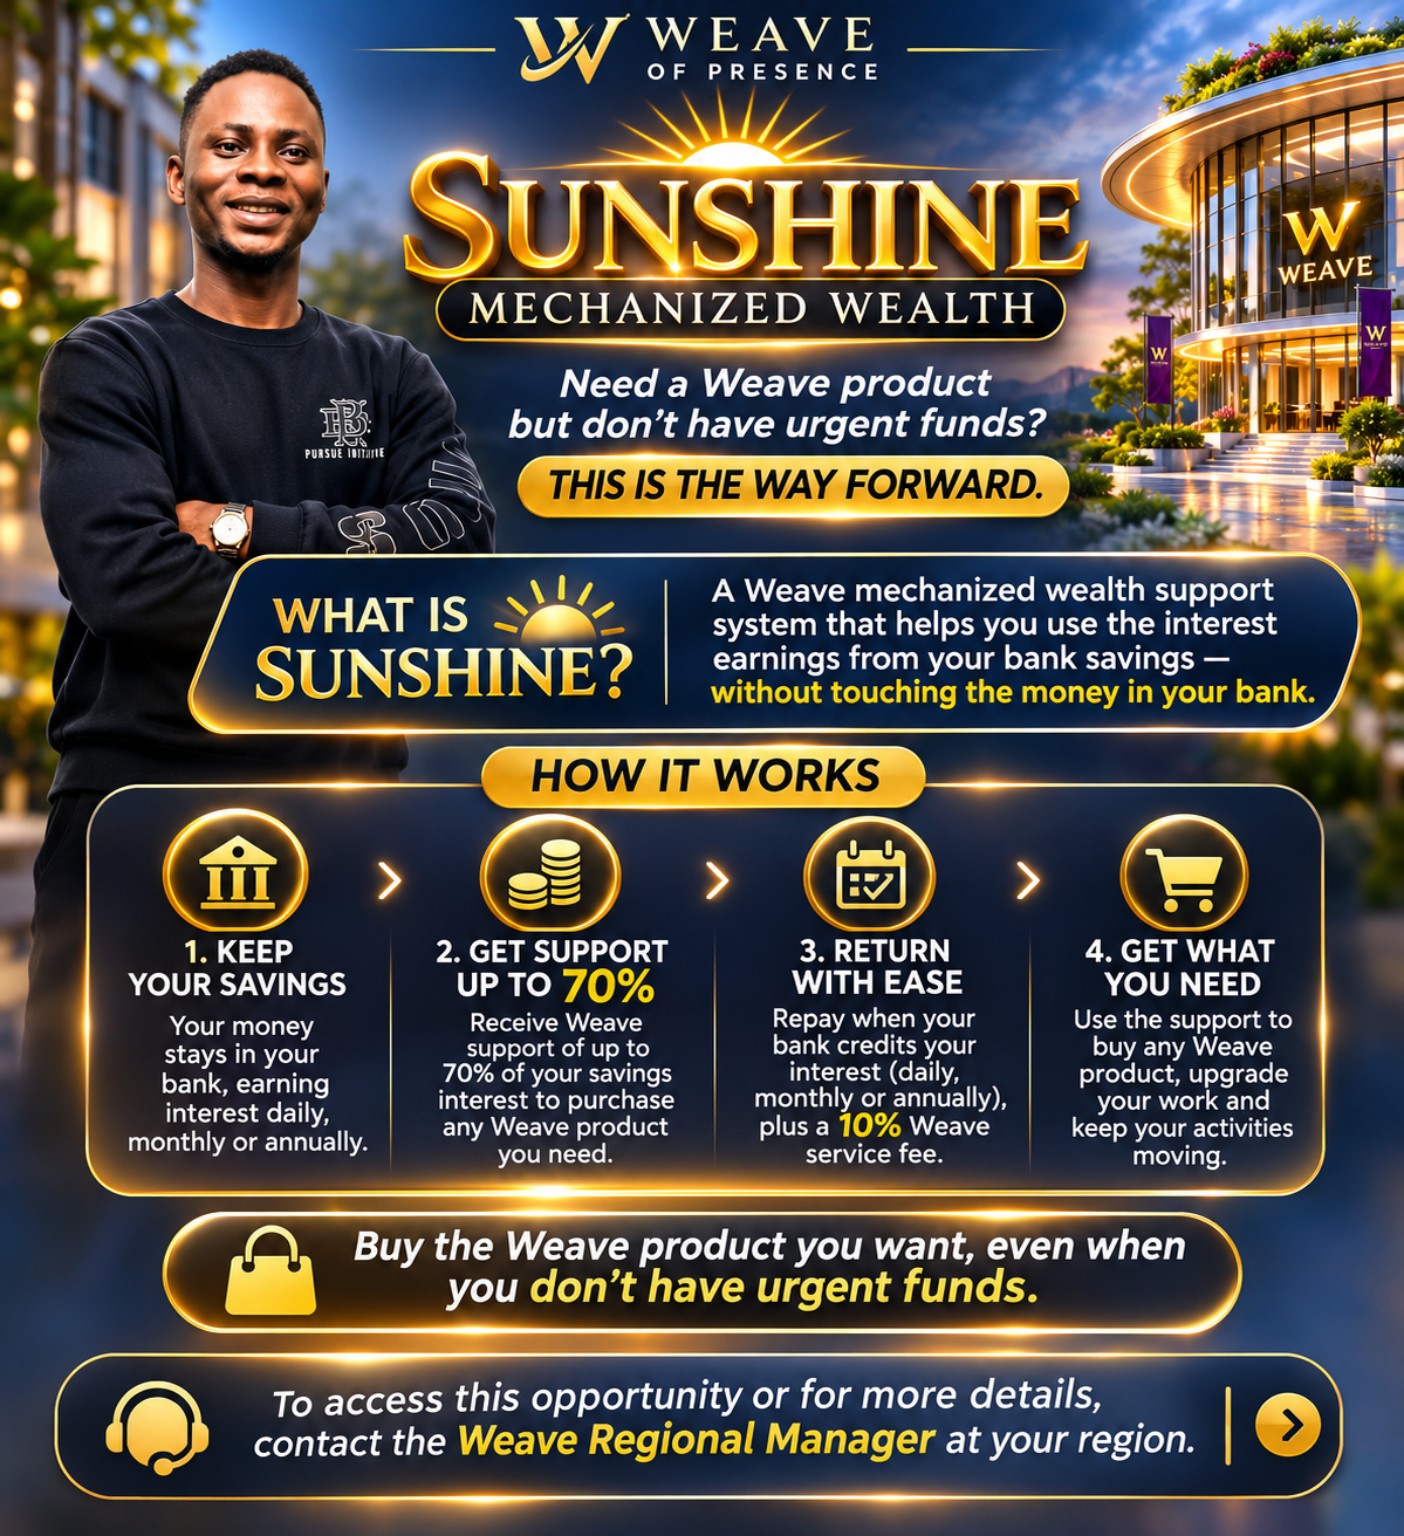 W WEAVE
OF PRESENCE
SUNSHINE
MECHANIZED WEALTH
W
WEAVE
W
W
Need a Weave product
but don't have urgent funds?
THIS IS THE WAY FORWARD.
PURSUE
WHAT IS
SUNSHINE?
A Weave mechanized wealth support
system that helps you use the interest
earnings from your bank savings —
without touching the money in your bank.
HOW IT WORKS
1. KEEP
YOUR SAVINGS
Your money
stays in your
bank, earning
interest daily,
monthly or annually.
2. GET SUPPORT
UP TO 70%
Receive Weave
support of up to
70% of your savings
interest to purchase
any Weave product
you need.
3. RETURN
WITH EASE
Repay when your
bank credits your
interest (daily,
monthly or annually),
plus a 10% Weave
service fee.
4. GET WHAT
YOU NEED
Use the support to
buy any Weave
product, upgrade
your work and
keep your activities
moving.
Buy the Weave product you want, even when
you don't have urgent funds.
To access this opportunity or for more details,
contact the Weave Regional Manager at your region.